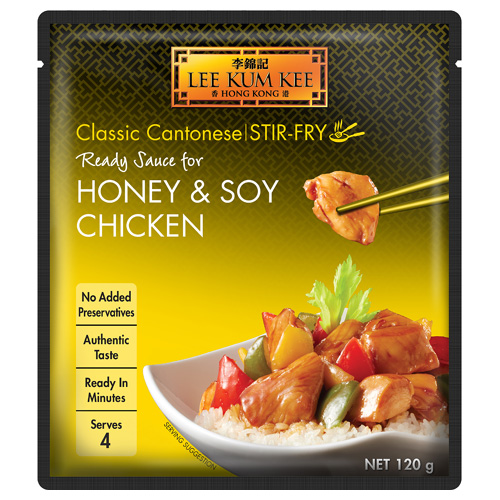 李錦記
LEE KUM KEE
香 HONG KONG 港
Classic Cantonese|STIR-FRY
Ready Sauce for
HONEY & SOY
CHICKEN
No Added
Preservatives
Authentic
Taste
Ready In
Minutes
Serves
4
SERVING SUGGESTION
NET 120 g